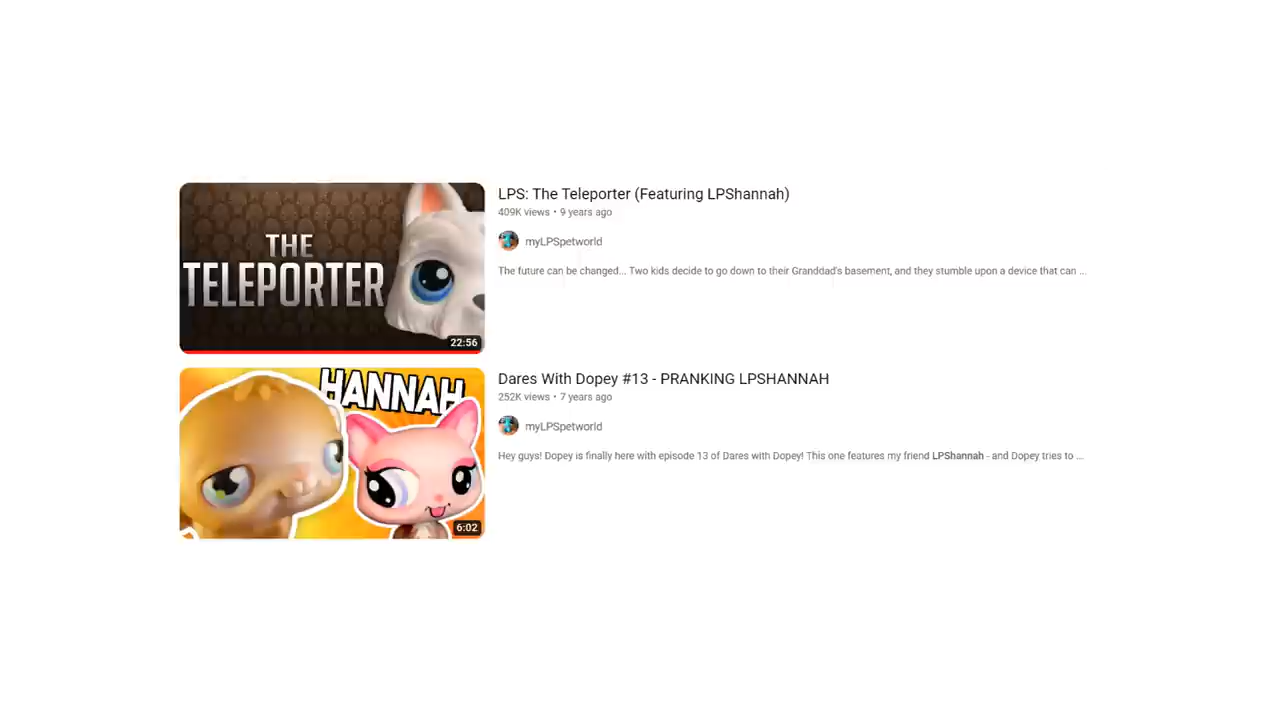 THE
TELEPORTER
22:56
LPS: The Teleporter (Featuring LPShannah)
409K views • 9 years ago
myLPSpetworld
The future can be changed... Two kids decide to go down to their Granddad's basement, and they stumble upon a device that can ...
HANNAH
6:02
Dares With Dopey #13 - PRANKING LPSHANNAH
252K views • 7 years ago
myLPSpetworld
Hey guys! Dopey is finally here with episode 13 of Dares with Dopey! This one features my friend LPShannah - and Dopey tries to ...